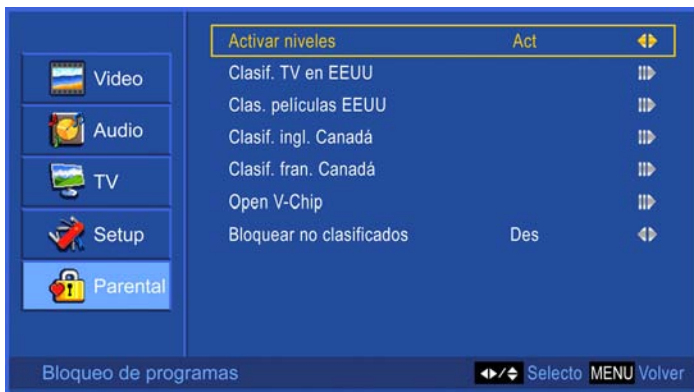 Video
Audio
TV
Setup
Parental
Activar niveles Act
Clasif. TV en EEUU
Clas. películas EEUU
Clasif. ingl. Canadá
Clasif. fran. Canadá
Open V-Chip
Bloquear no clasificados Des
Bloqueo de programas Selecto MENU Volver